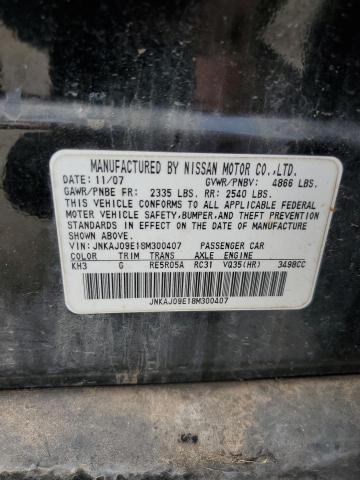 MANUFACTURED BY NISSAN MOTOR CO.,LTD.
DATE: 11/07 GVWR/PNBV: 4866 LBS.
GAWR/PNBE FR: 2335 LBS. RR: 2540 LBS.
THIS VEHICLE CONFORMS TO ALL APPLICABLE FEDERAL
MOTOR VEHICLE SAFETY,BUMPER,AND THEFT PREVENTION
STANDARDS IN EFFECT ON THE DATE OF MANUFACTURE
SHOWN ABOVE.
VIN: JNKAJ09E18M300407 PASSENGER CAR
COLOR TRIM TRANS AXLE ENGINE
KH3 G RE5R05A RC31 VQ35(HR) 3498CC
JNKAJ09E18M300407